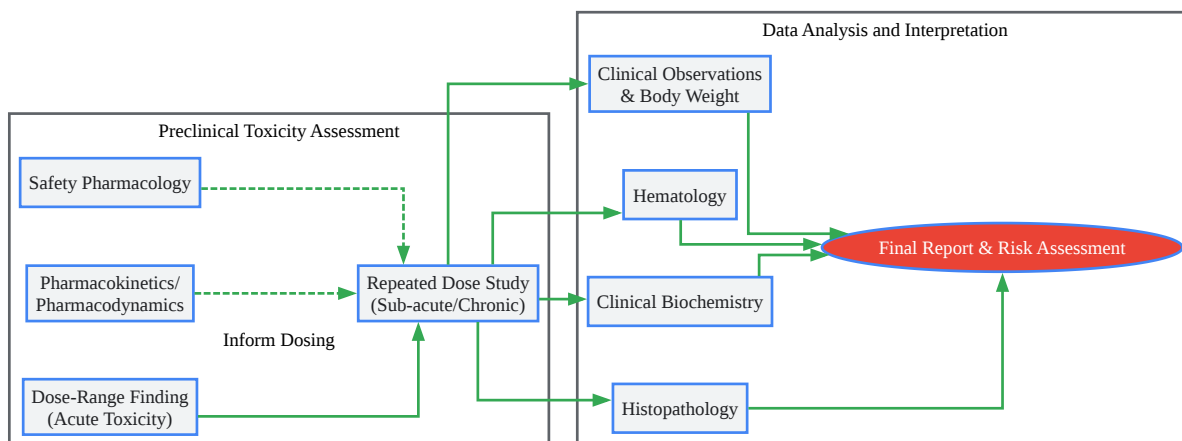 Preclinical Toxicity Assessment
Safety Pharmacology
Pharmacokinetics/
Pharmacodynamics
Repeated Dose Study
(Sub-acute/Chronic)
Inform Dosing
Dose-Range Finding
(Acute Toxicity)
Data Analysis and Interpretation
Clinical Observations
& Body Weight
Hematology
Clinical Biochemistry
Histopathology
Final Report & Risk Assessment